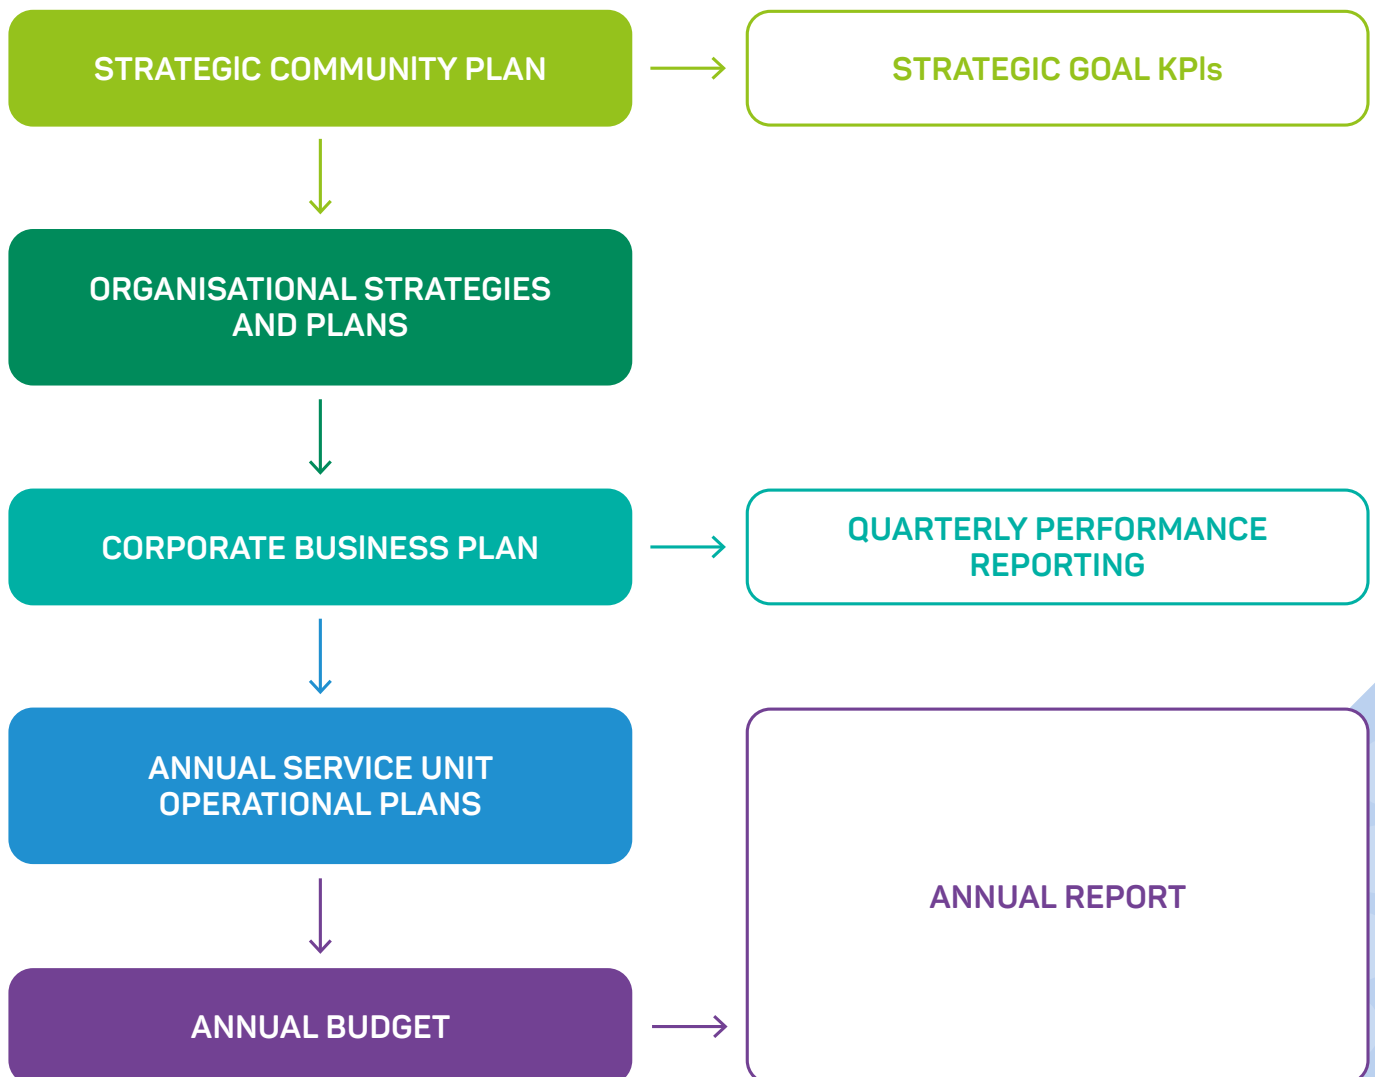 STRATEGIC COMMUNITY PLAN
STRATEGIC GOAL KPIs
ORGANISATIONAL STRATEGIES
AND PLANS
CORPORATE BUSINESS PLAN
QUARTERLY PERFORMANCE
REPORTING
ANNUAL SERVICE UNIT
OPERATIONAL PLANS
ANNUAL REPORT
ANNUAL BUDGET